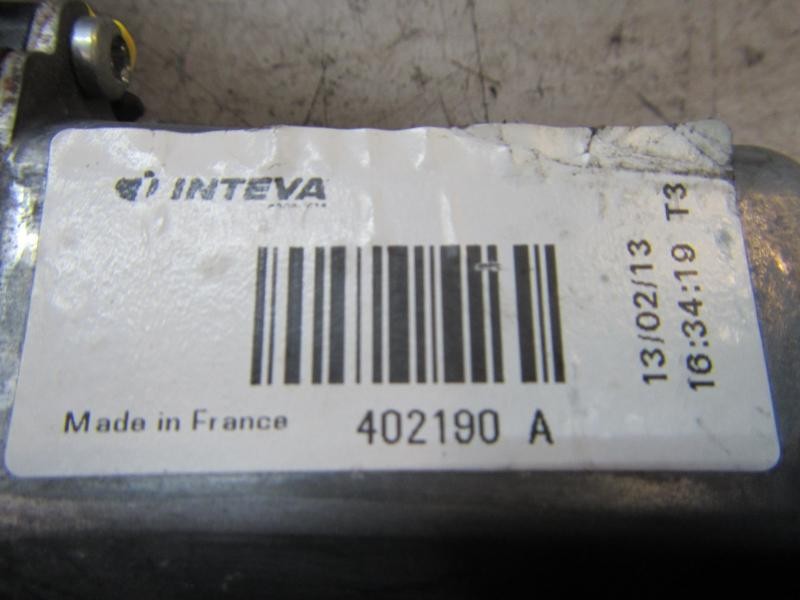 INTEVA
Made in France
402190 A
13/02/13
16:34:19 T3